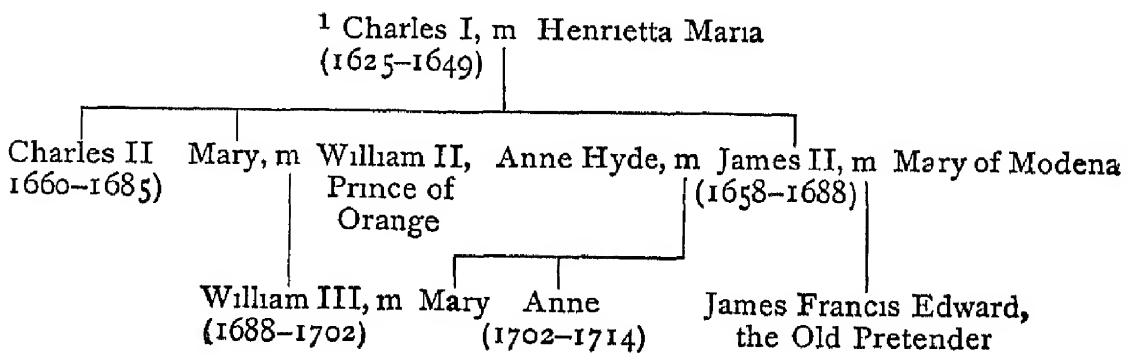 1 Charles I, m Henrietta Maria
(1625–1649)
Charles II Mary, m William II, Anne Hyde, m James II, m Mary of Modena
1660–1685) Prince of (1658–1688)
Orange
William III, m Mary Anne James Francis Edward,
(1688–1702) (1702–1714) the Old Pretender